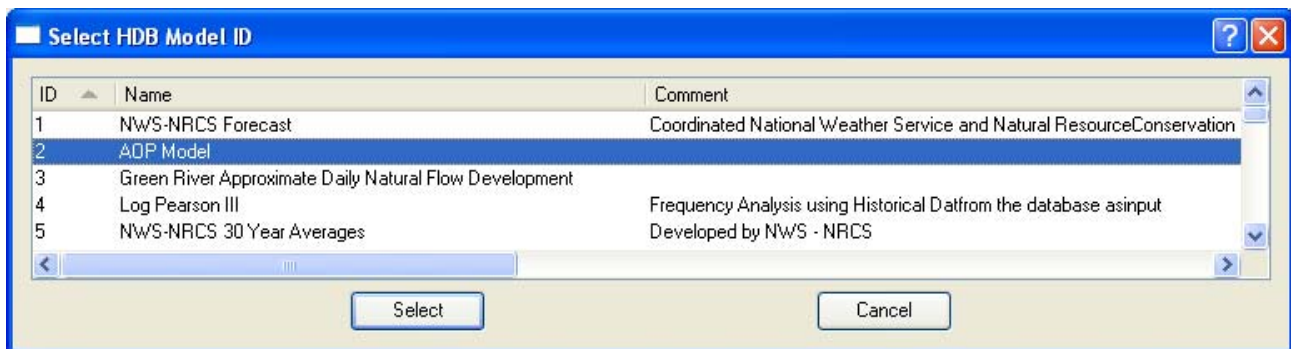 Select HDB Model ID
ID Name Comment
1 NWS-NRCS Forecast Coordinated National Weather Service and Natural ResourceConservation
2 AOP Model
3 Green River Approximate Daily Natural Flow Development
4 Log Pearson III Frequency Analysis using Historical Datfrom the database asinput
5 NWS-NRCS 30 Year Averages Developed by NWS - NRCS
Select Cancel